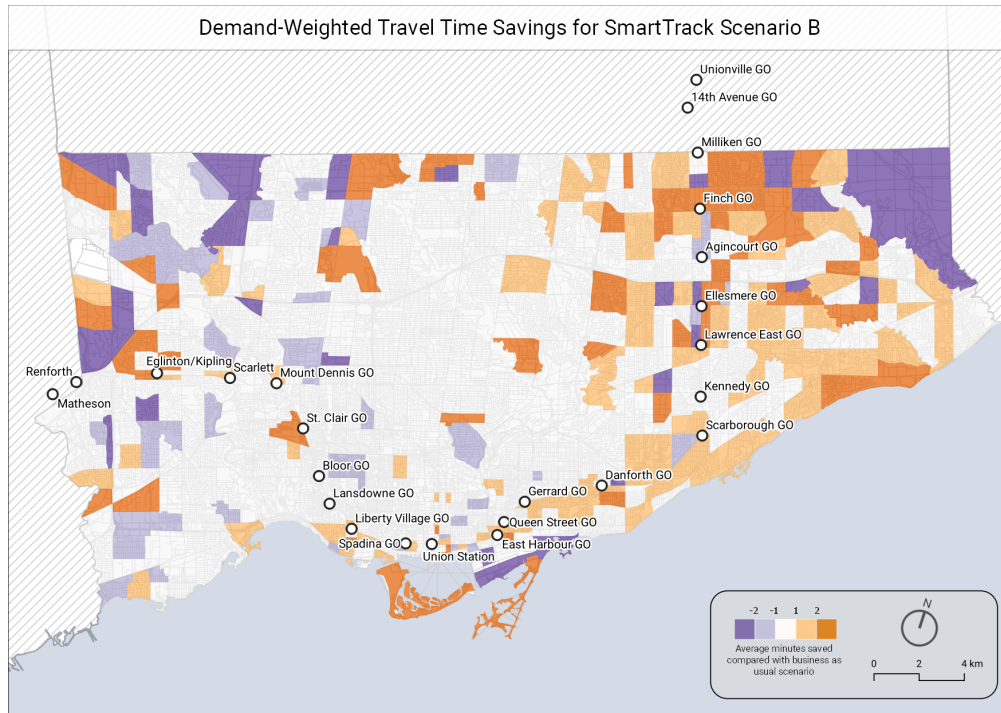 Demand-Weighted Travel Time Savings for SmartTrack Scenario B
Unionville GO
14th Avenue GO
Milliken GO
Finch GO
Agincourt GO
Ellesmere GO
Lawrence East GO
Eglinton/Kipling
Scarlett
Renforth
Mount Dennis GO
Matheson
Kennedy GO
St. Clair GO
Scarborough GO
Bloor GO
Danforth GO
Lansdowne GO
Gerrard GO
Liberty Village GO
Queen Street GO
Spadina GO
East Harbour GO
Union Station
-2 -1 1 2
Average minutes saved
compared with business as
usual scenario
N
0 2 4 km